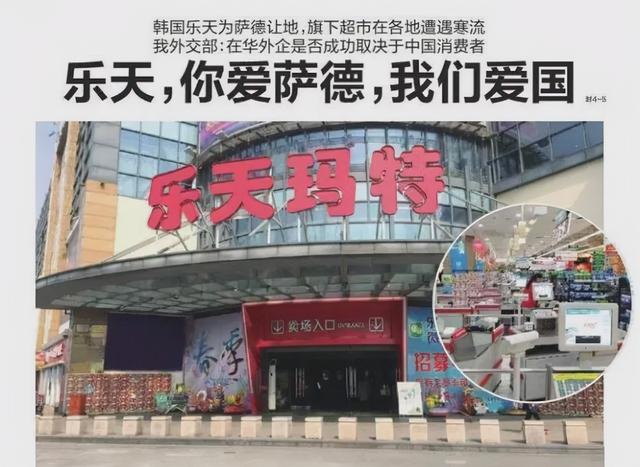 韩国乐天为萨德让地,旗下超市在各地遭遇寒流
我外交部:在华外企是否成功取决于中国消费者
乐天,你爱萨德,我们爱国
封4~5
乐天玛特
卖场入口 ENTRANCE
春季
招募